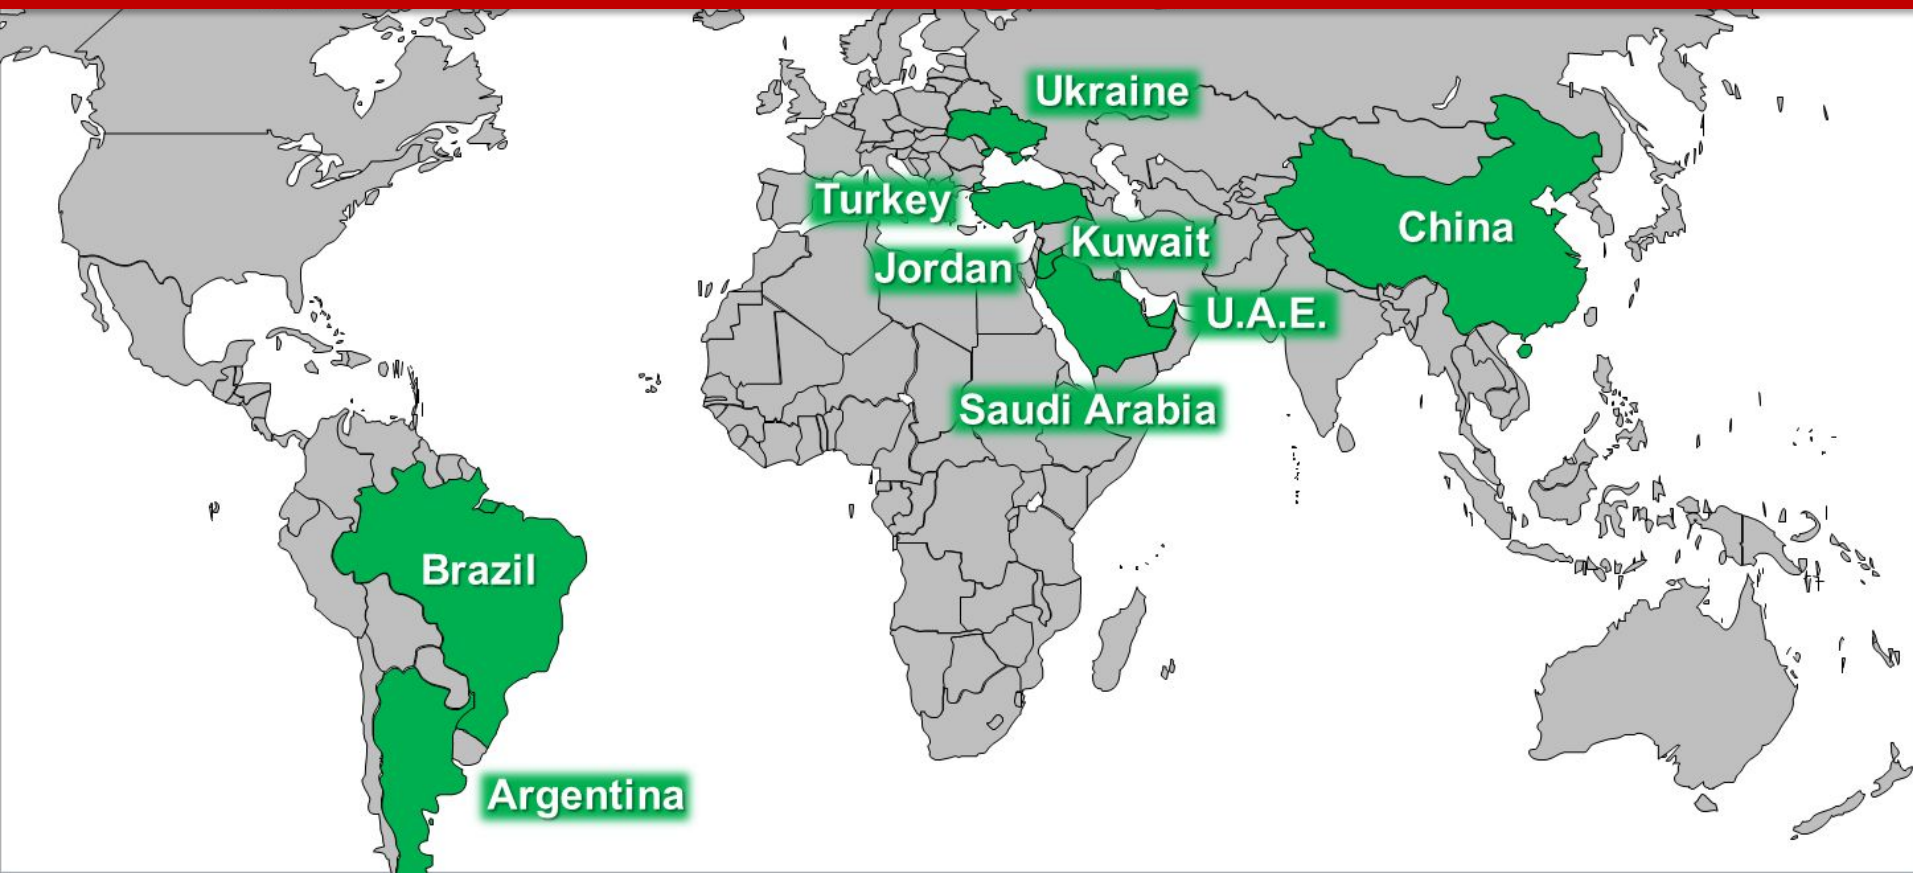 Ukraine
Turkey
China
Kuwait
Jordan
U.A.E.
Saudi Arabia
Brazil
Argentina